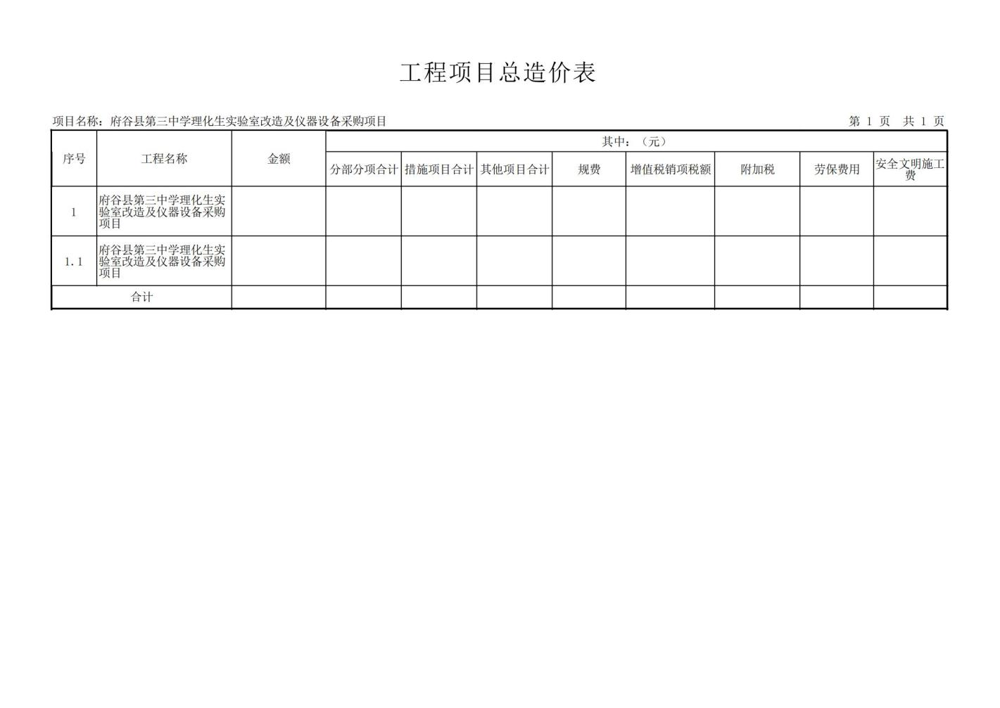 工程项目总造价表
项目名称：府谷县第三中学理化生实验室改造及仪器设备采购项目
第 1 页 共 1 页
序号
工程名称
金额
其中：（元）
分部分项合计
措施项目合计
其他项目合计
规费
增值税销项税额
附加税
劳保费用
安全文明施工
费
1
府谷县第三中学理化生实
验室改造及仪器设备采购
项目
1.1
府谷县第三中学理化生实
验室改造及仪器设备采购
项目
合计